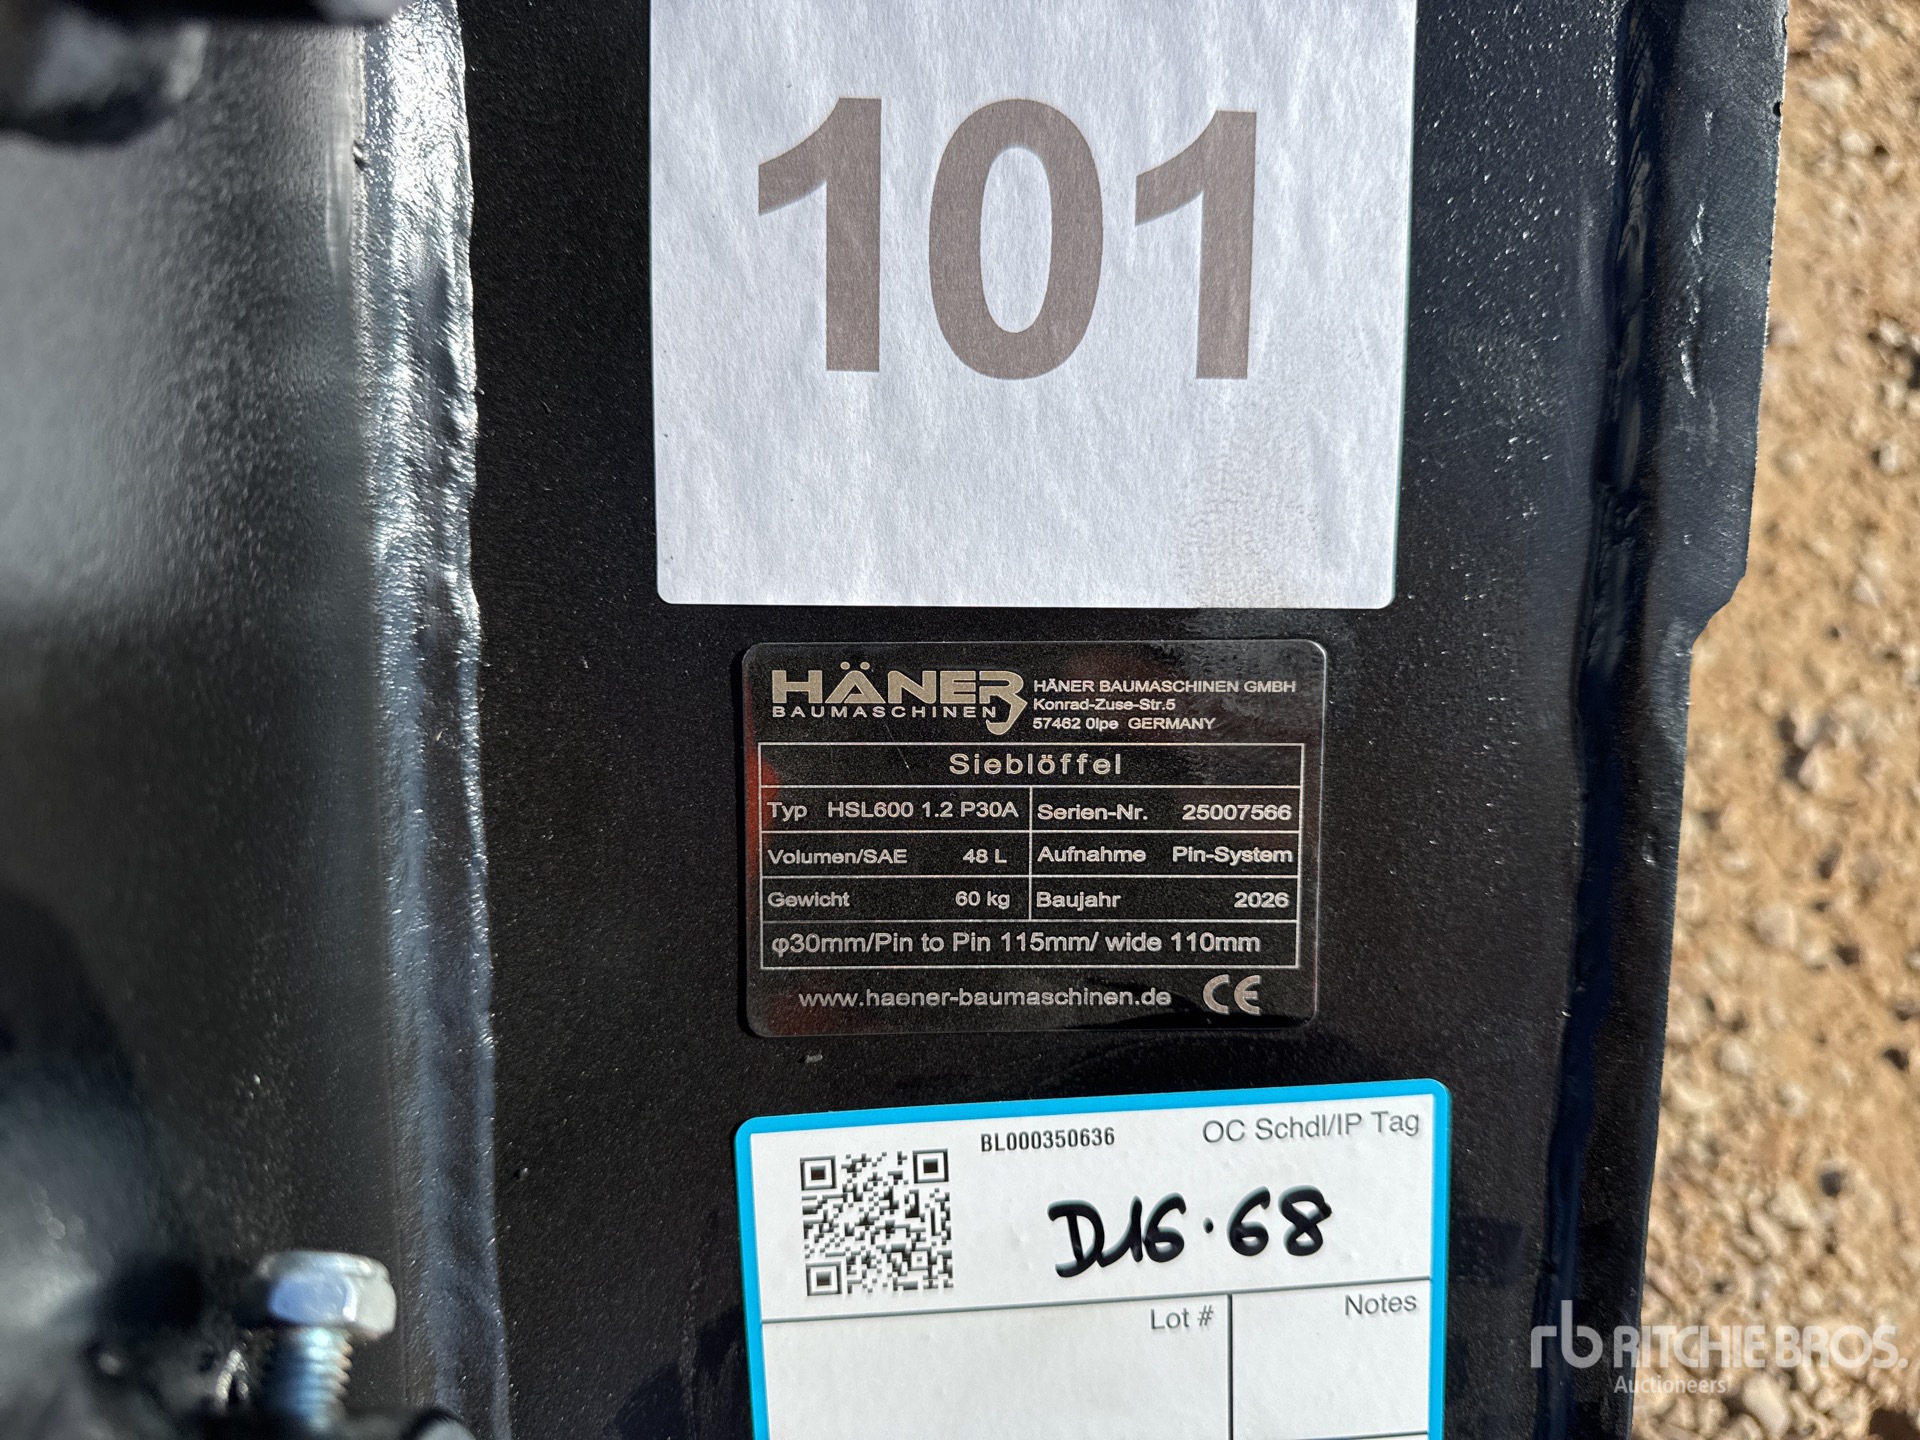 101
HÄNER
BAUMASCHINEN
HÄNER BAUMASCHINEN GMBH
Konrad-Zuse-Str.5
57462 Olpe GERMANY
Sieblöffel
Typ HSL600 1.2 P30A Serien-Nr. 25007566
Volumen/SAE 48 L Aufnahme Pin-System
Gewicht 60 kg Baujahr 2026
φ30mm/Pin to Pin 115mm/ wide 110mm
www.haener-baumaschinen.de CE
BL000350636 OC Schdl/IP Tag
D16.68
Lot # Notes
rb RITCHIE BROS.
Auctioneers